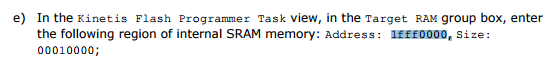 e) In the Kinetis Flash Programmer Task view, in the Target RAM group box, enter
the following region of internal SRAM memory: Address: 1fff0000, Size:
00010000;